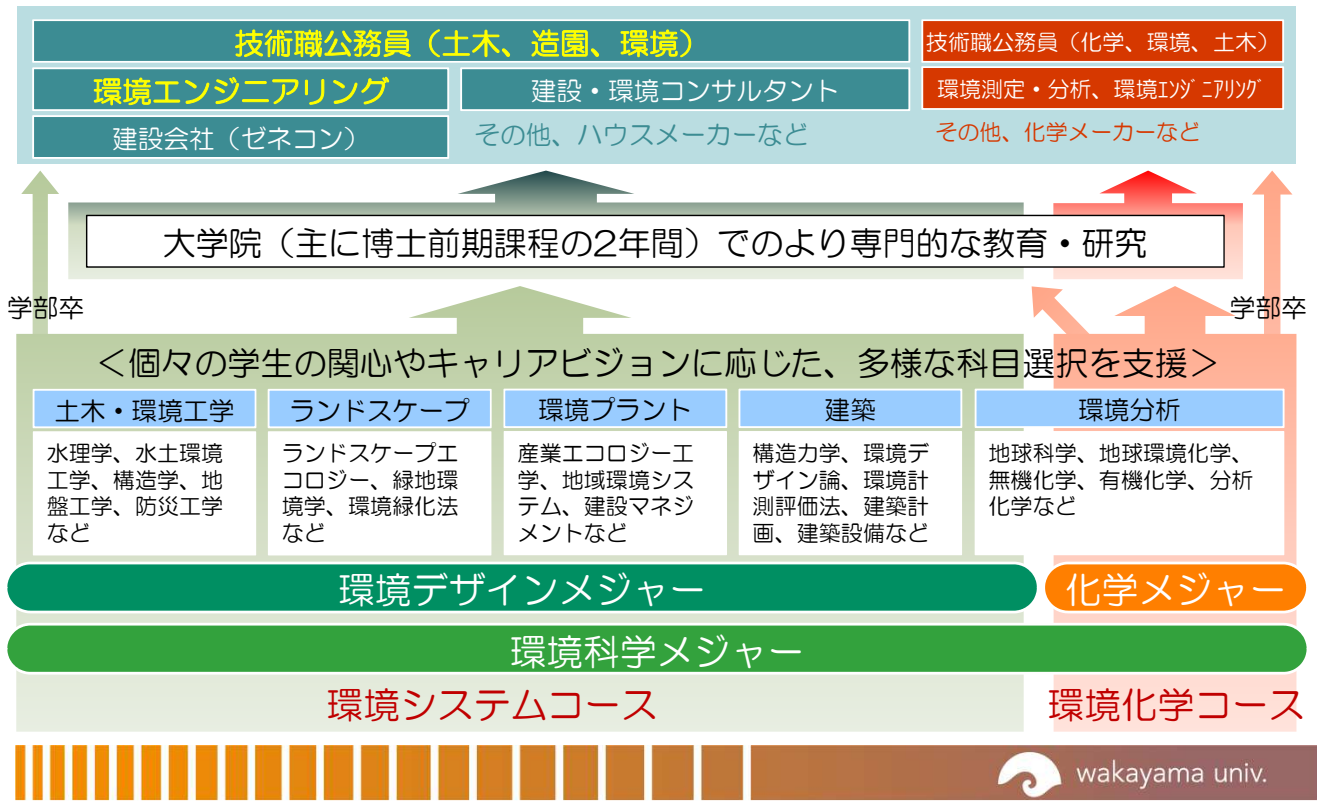 技術職公務員（土木、造園、環境）
技術職公務員（化学、環境、土木）
環境エンジニアリング
建設・環境コンサルタント
環境測定・分析、環境ｴﾝｼﾞﾆｱﾘﾝｸﾞ
建設会社（ゼネコン）
その他、ハウスメーカーなど
その他、化学メーカーなど
大学院（主に博士前期課程の2年間）でのより専門的な教育・研究
学部卒
学部卒
＜個々の学生の関心やキャリアビジョンに応じた、多様な科目選択を支援＞
土木・環境工学
水理学、水土環境
工学、構造学、地
盤工学、防災工学
など
ランドスケープ
ランドスケープエ
コロジー、緑地環
境学、環境緑化法
など
環境プラント
産業エコロジー工
学、地域環境シス
テム、建設マネジ
メントなど
建築
構造力学、環境デ
ザイン論、環境計
測評価法、建築計
画、建築設備など
環境分析
地球科学、地球環境化学、
無機化学、有機化学、分析
化学など
環境デザインメジャー
化学メジャー
環境科学メジャー
環境システムコース
環境化学コース
wakayama univ.